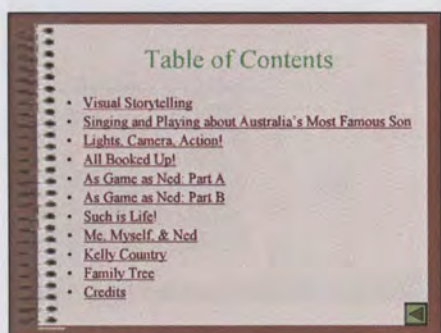 Table of Contents
• Visual Storytelling
• Singing and Playing about Australia's Most Famous Son
• Lights, Camera, Action!
• All Booked Up!
• As Game as Ned: Part A
• As Game as Ned: Part B
• Such is Life!
• Me, Myself, & Ned
• Kelly Country
• Family Tree
• Credits